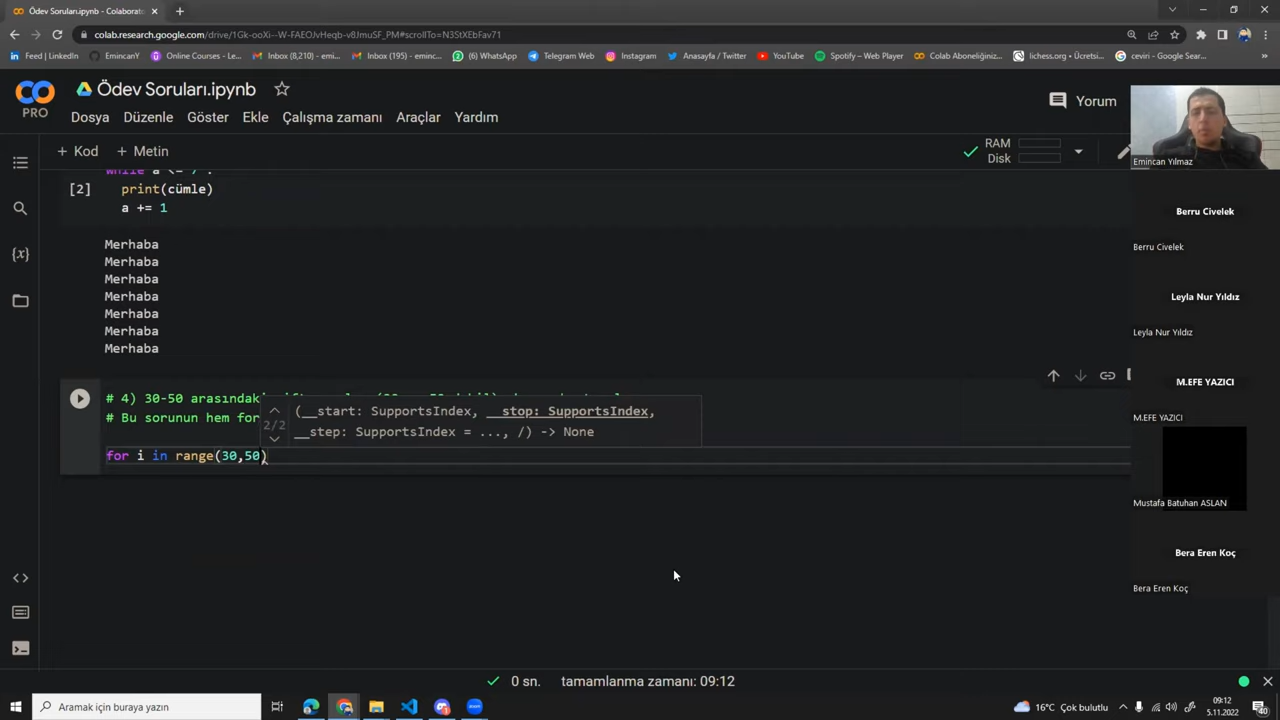 Ödev Soruları.ipynb - Colaborato
colab.research.google.com/drive/1Gk-ooXi--W-FAEOJvHeqb-v8JmuSF_PM#scrollTo=N3StXEbFav71
Feed | LinkedIn
EmincanY
Online Courses - Le...
Inbox (8,210) - emi...
Inbox (195) - emict...
WhatsApp
Telegram Web
Instagram
Anasayfa / Twitter
YouTube
Spotify – Web Player
Colab Aboneliğiniz...
lichess.org • Ücretsi...
ceviri - Google Sear...
PRO
Ödev Soruları.ipynb
Dosya Düzenle Göster Ekle Çalışma zamanı Araçlar Yardım
Yorum
+ Kod + Metin
RAM
Disk
[2]
print(cümle)
a += 1
Merhaba
Merhaba
Merhaba
Merhaba
Merhaba
Merhaba
Merhaba
# 4) 30-50
# Bu sorunun hem for
2/2
(__start: SupportsIndex, __stop: SupportsIndex,
__step: SupportsIndex = ..., /) -> None
for i in range(30,50)
Emincan Yılmaz
Berru Civelek
Berru Civelek
Leyla Nur Yıldız
Leyla Nur Yıldız
M.EFE YAZICI
M.EFE YAZICI
Mustafa Batuhan ASLAN
Bera Eren Koç
Bera Eren Koç
0 sn. tamamlanma zamanı: 09:12
Aramak için buraya yazın
16°C Çok bulutlu
09:12
5.11.2022
40